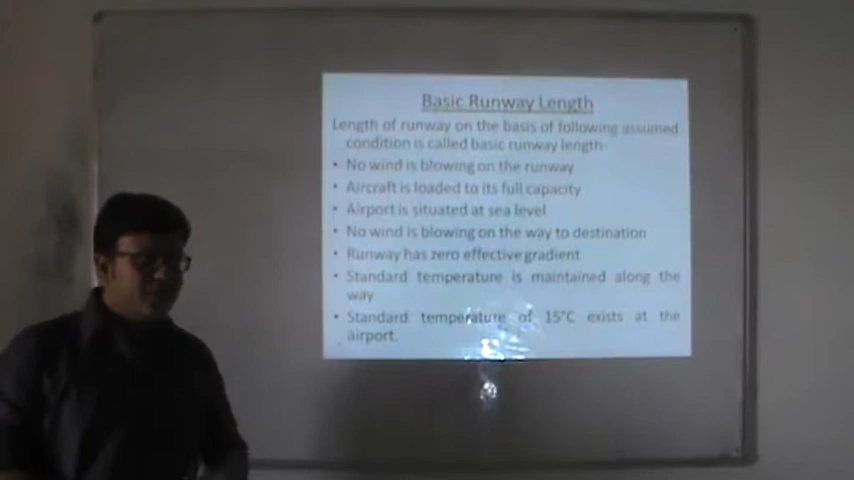 Basic Runway Length
Length of runway on the basis of following assumed
condition is called basic runway length-
• No wind is blowing on the runway
• Aircraft is loaded to its full capacity
• Airport is situated at sea level
• No wind is blowing on the way to destination
• Runway has zero effective gradient
• Standard temperature is maintained along the
way
• Standard temperature of 15°C exists at the
airport.